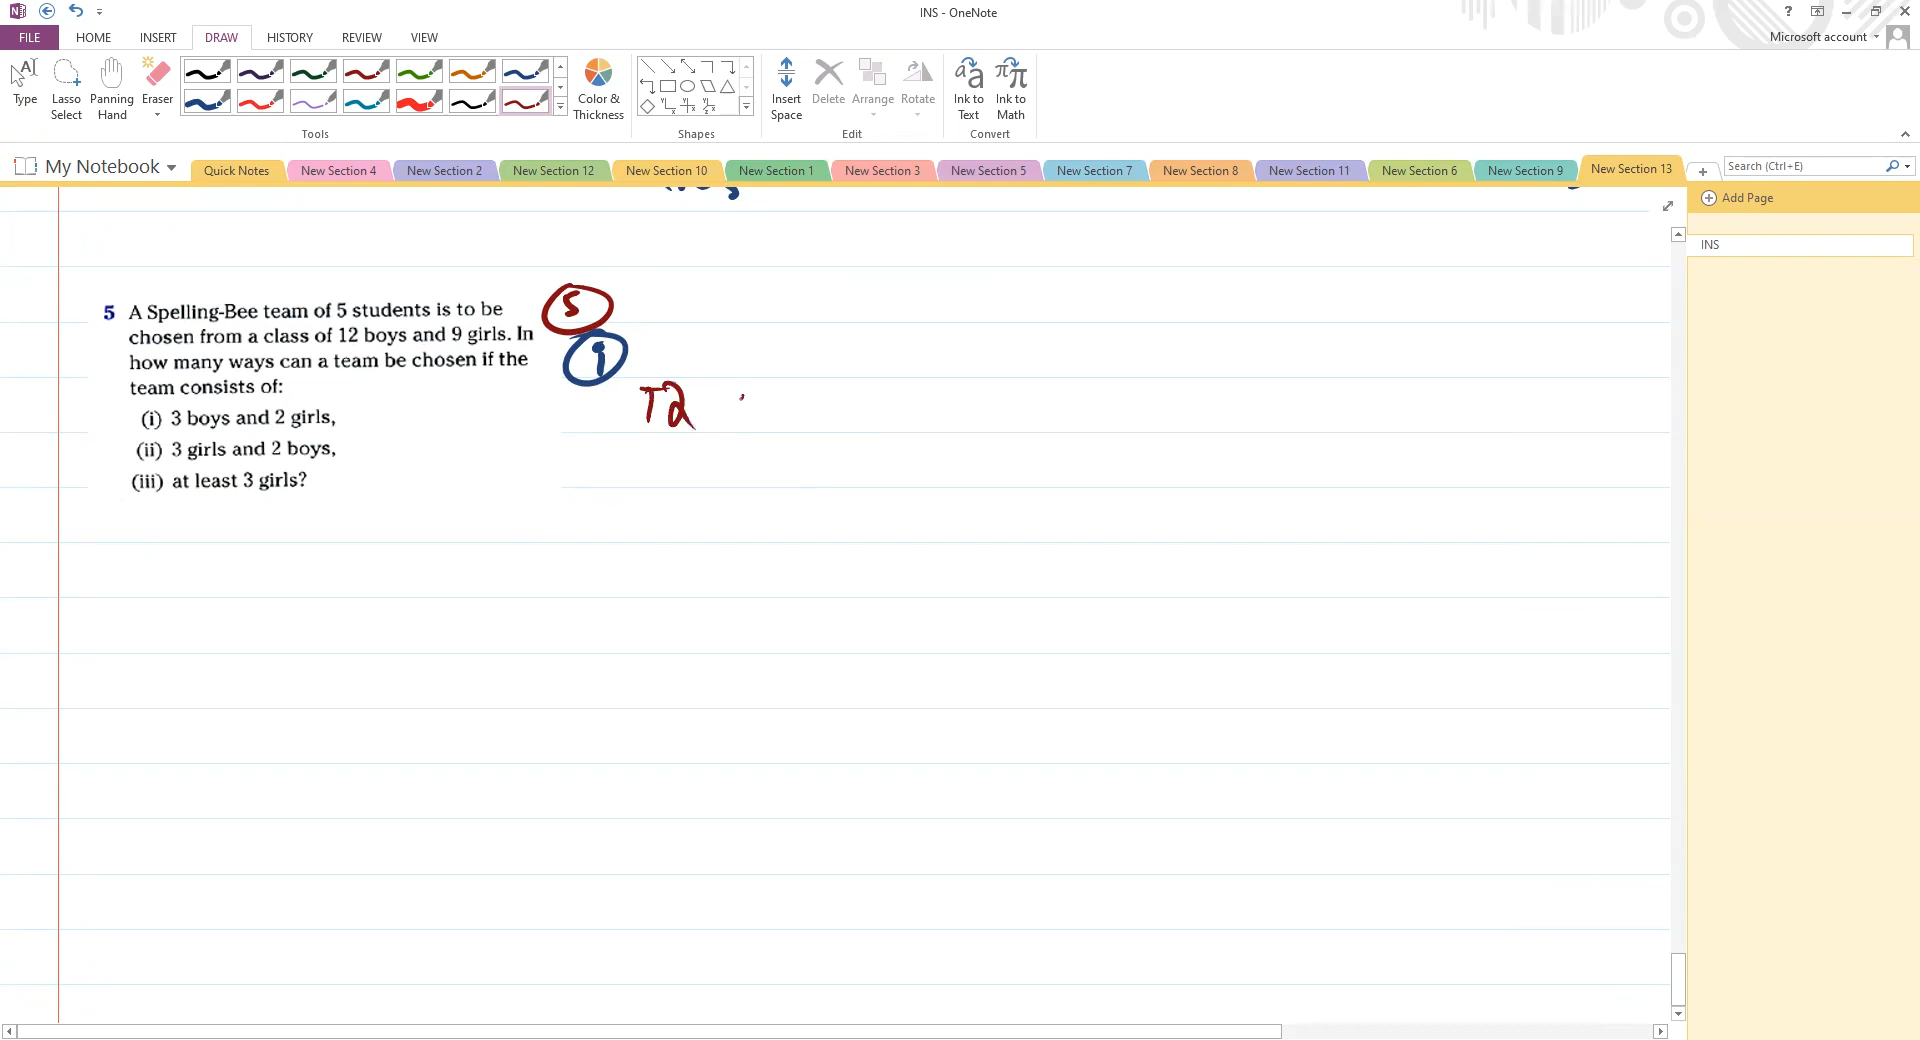 INS - OneNote
?
FILE
HOME
INSERT
DRAW
HISTORY
REVIEW
VIEW
Microsoft account
Type
Lasso
Select
Panning
Hand
Eraser
Color &
Thickness
Insert
Space
Delete
Arrange
Rotate
Ink to
Text
Ink to
Math
Tools
Shapes
Edit
Convert
My Notebook
Quick Notes
New Section 4
New Section 2
New Section 12
New Section 10
New Section 1
New Section 3
New Section 5
New Section 7
New Section 8
New Section 11
New Section 6
New Section 9
New Section 13
Search (Ctrl+E)
Add Page
INS
5 A Spelling-Bee team of 5 students is to be
chosen from a class of 12 boys and 9 girls. In
how many ways can a team be chosen if the
team consists of:
(i) 3 boys and 2 girls,
(ii) 3 girls and 2 boys,
(iii) at least 3 girls?
5
i